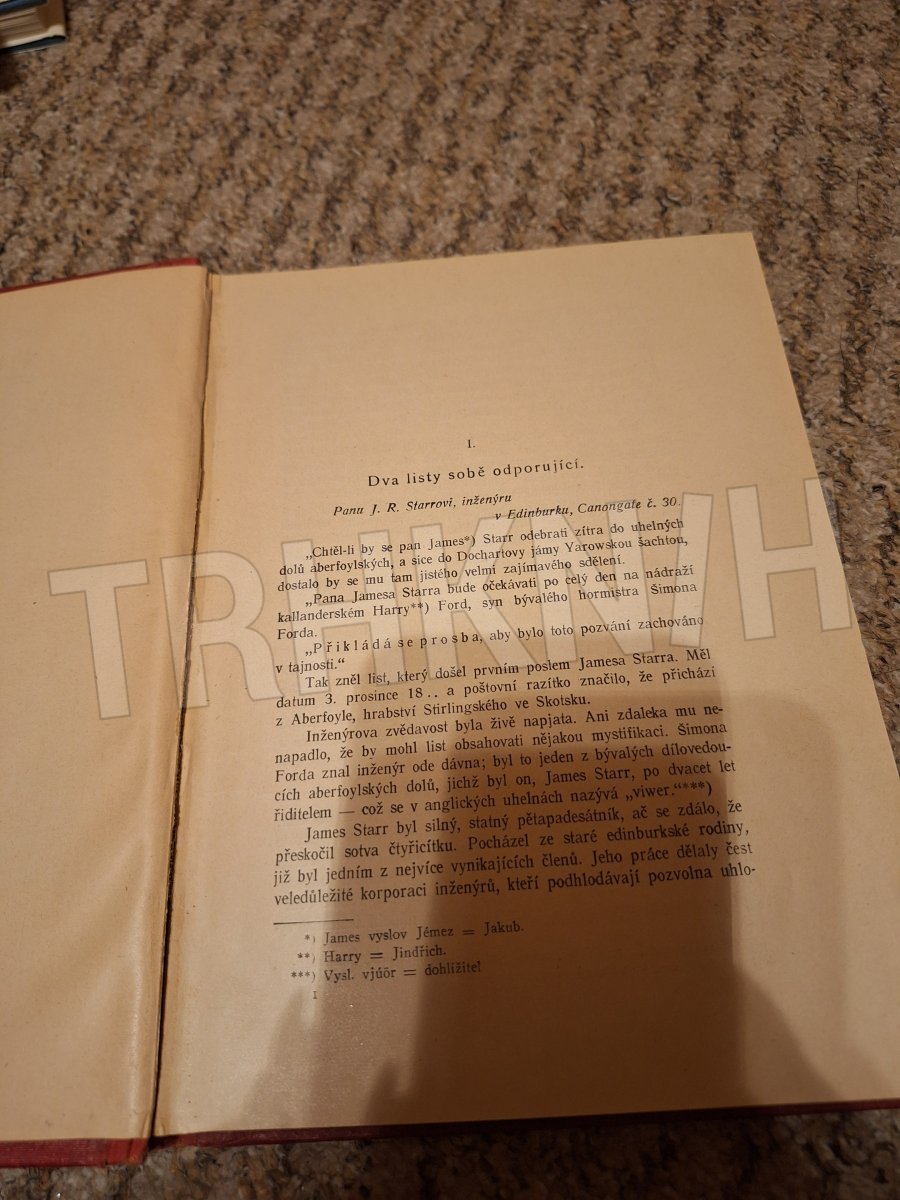 I.
Dva listy sobě odporující.
Panu J. R. Starrovi, inženýru
v Edinburku, Canongate č. 30.
„Chtěl-li by se pan James*) Starr odebrati zítra do uhelných
dolů aberfoylských, a sice do Dochartovy jámy Yarowskou šachtou,
dostalo by se mu tam jistého velmi zajímavého sdělení.
„Pana Jamesa Starra bude očekávati po celý den na nádraží
kallanderském Harry**) Ford, syn bývalého hormistra Šimona
Forda.
„Přikládá se prosba, aby bylo toto pozvání zachováno
v tajnosti.“
Tak zněl list, který došel prvním poslem Jamesa Starra. Měl
datum 3. prosince 18.. a poštovní razítko značilo, že přichází
z Aberfoyle, hrabství Stirlingského ve Skotsku.
Inženýrova zvědavost byla živě napjata. Ani zdaleka mu ne-
napadlo, že by mohl list obsahovati nějakou mystifikaci. Šimona
Forda znal inženýr ode dávna; byl to jeden z bývalých dílovedou-
cích aberfoylských dolů, jichž byl on, James Starr, po dvacet let
řiditelem — což se v anglických uhelnách nazývá „viwer.“***)
James Starr byl silný, statný pětapadesátník, ač se zdálo, že
přeskočil sotva čtyřicítku. Pocházel ze staré edinburkské rodiny,
již byl jedním z nejvíce vynikajících členů. Jeho práce dělaly čest
veledůležité korporaci inženýrů, kteří podhlodávají pozvolna uhlo-
*) James vyslov Jémez = Jakub.
**) Harry = Jindřich.
***) Vysl. vjúör = dohlížitel
1
TRHKNIH